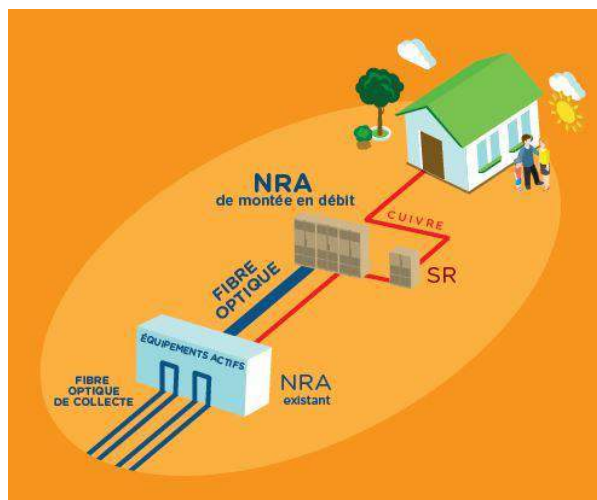 NRA
de montée en débit
CUIVRE
SR
FIBRE
OPTIQUE
ÉQUIPEMENTS ACTIFS
FIBRE
OPTIQUE
DE COLLECTE
NRA
existant